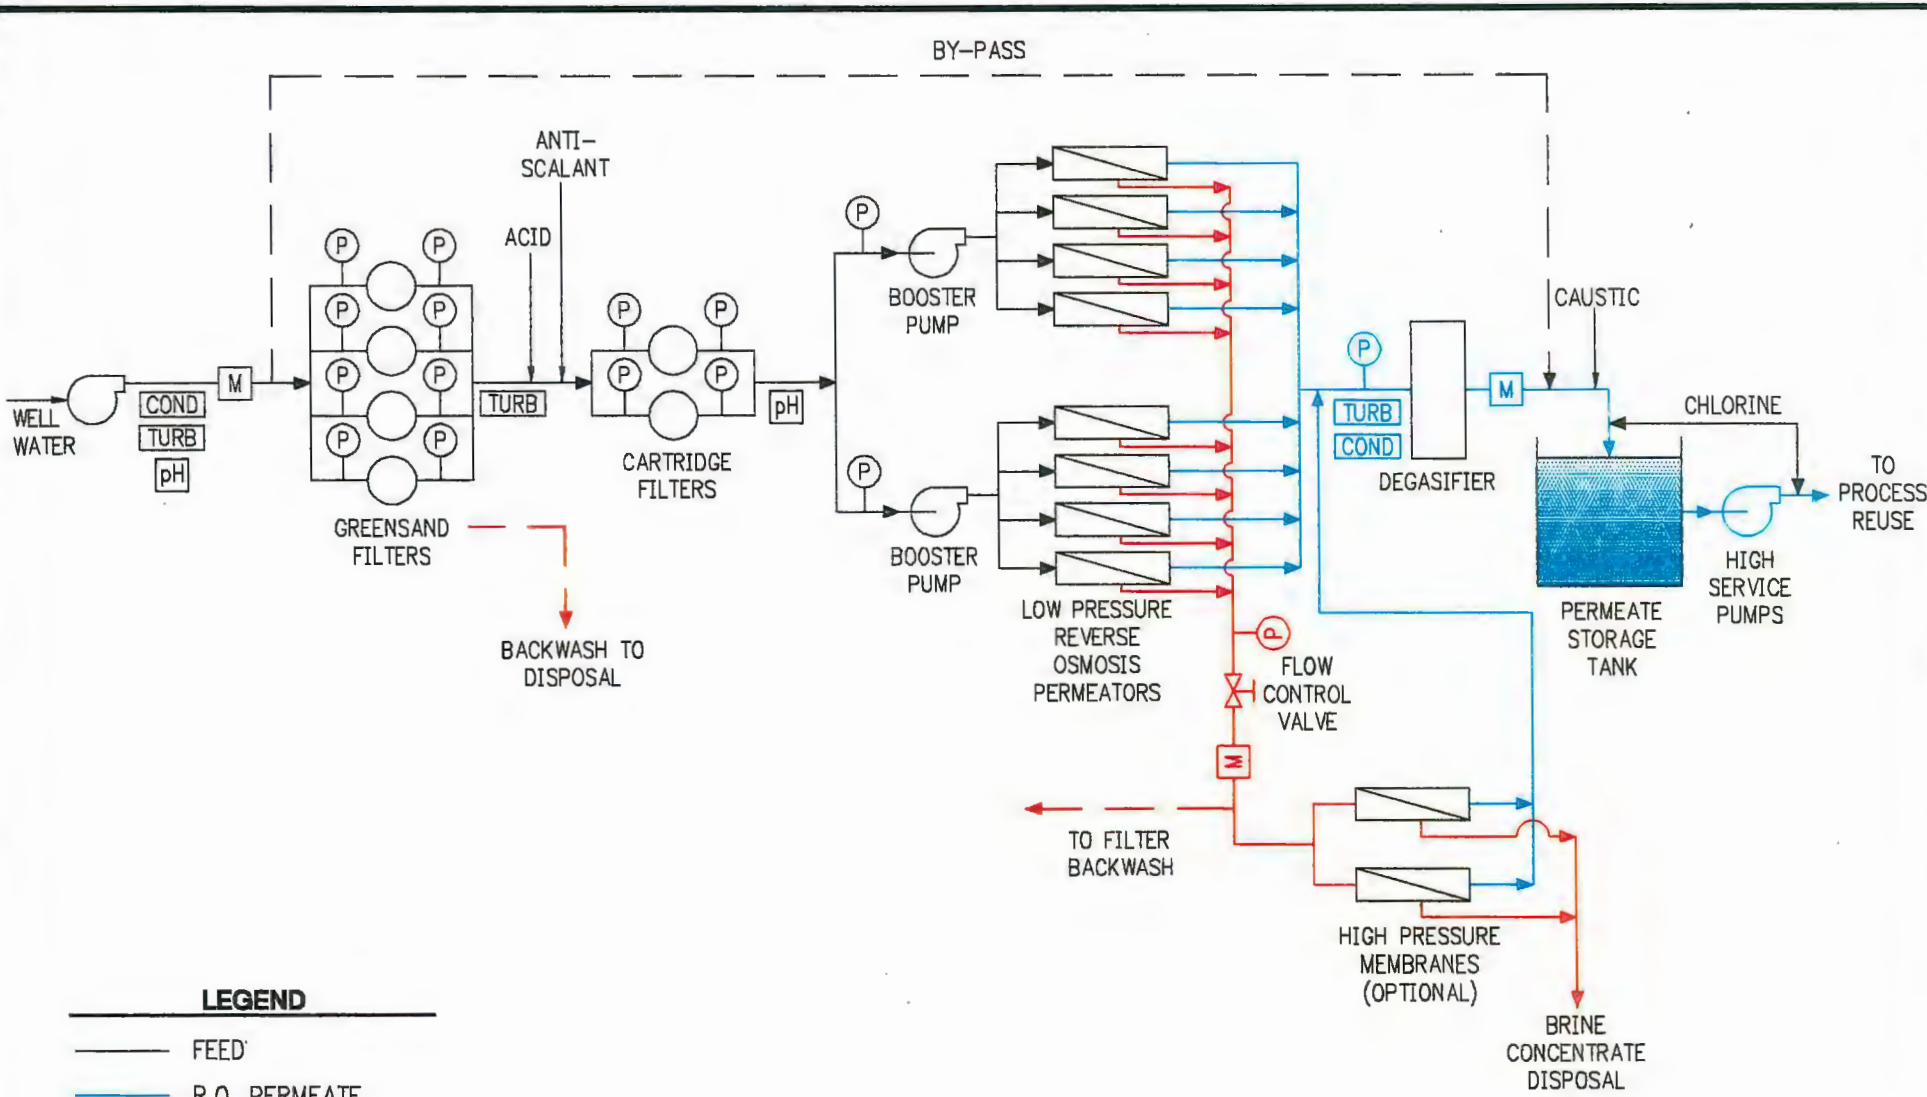 BY-PASS
ANTI-
SCALANT
ACID
P
P
P
P
P
P
P
P
WELL
WATER
COND
TURB
pH
M
TURB
GREENSAND
FILTERS
BACKWASH TO
DISPOSAL
P
P
P
P
CARTRIDGE
FILTERS
pH
P
BOOSTER
PUMP
P
BOOSTER
PUMP
LOW PRESSURE
REVERSE
OSMOSIS
PERMEATORS
P
FLOW
CONTROL
VALVE
M
TO FILTER
BACKWASH
HIGH PRESSURE
MEMBRANES
(OPTIONAL)
BRINE
CONCENTRATE
DISPOSAL
P
TURB
COND
DEGASIFIER
M
CAUSTIC
CHLORINE
PERMEATE
STORAGE
TANK
HIGH
SERVICE
PUMPS
TO
PROCESS
REUSE
LEGEND
FEED
R.O. PERMEATE